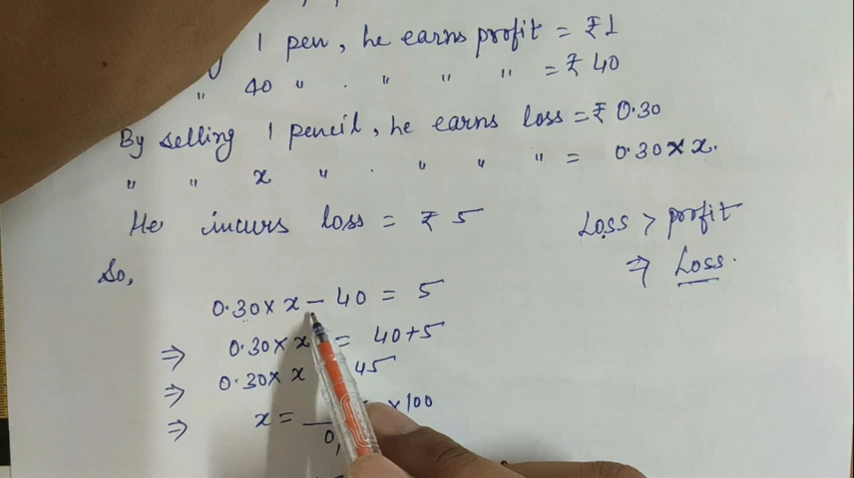 1 pen, he earns profit = ₹1
" 40 " . " " " = ₹ 40
By selling 1 pencil, he earns loss = ₹ 0.30
" " x " . " " " = 0.30 × x.
He incurs loss = ₹ 5
Loss > profit
⇒ Loss.
So,
0.30 × x - 40 = 5
⇒ 0.30 × x = 40+5
⇒ 0.30 × x 45
⇒ x = × 100